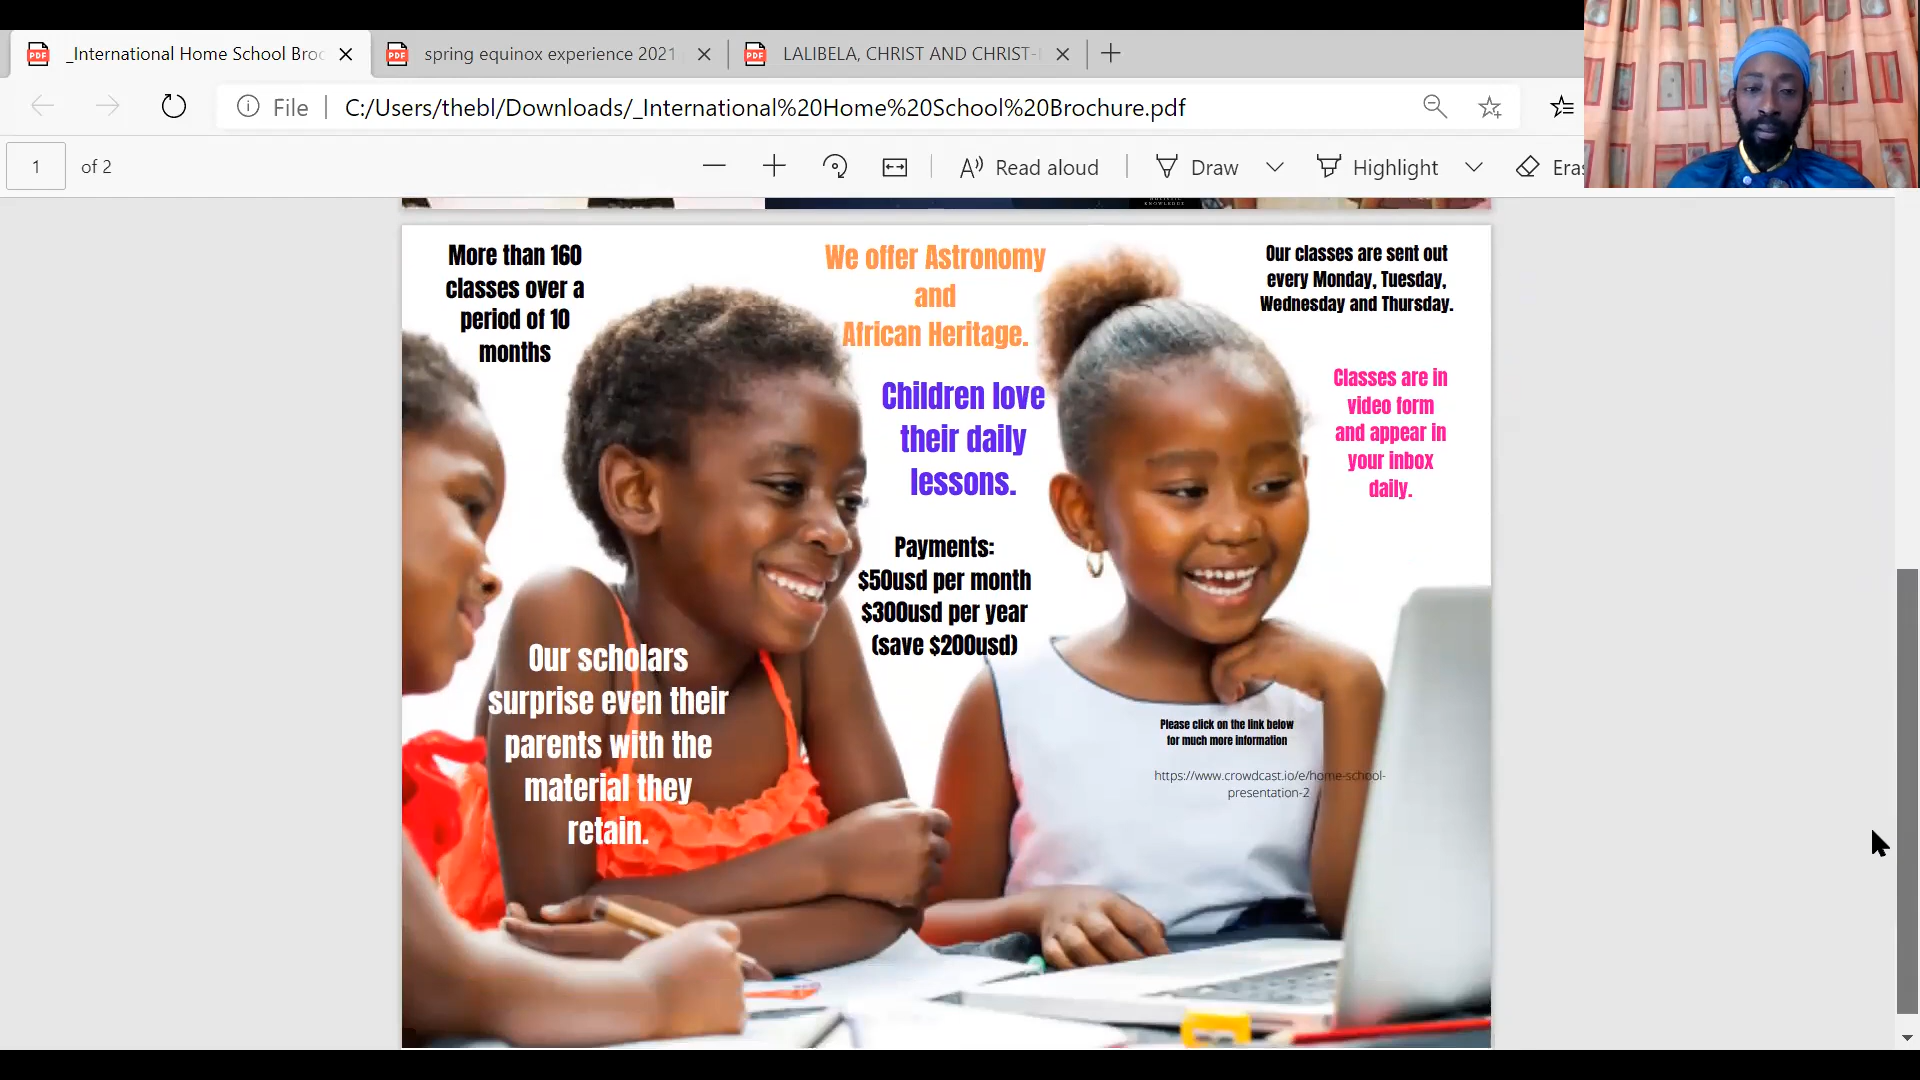 _International Home School Broc
spring equinox experience 2021
LALIBELA, CHRIST AND CHRIST-
File
C:/Users/thebl/Downloads/_International%20Home%20School%20Brochure.pdf
1 of 2
Read aloud
Draw
Highlight
Eras
KNOWLEDGE
More than 160
classes over a
period of 10
months
We offer Astronomy
and
African Heritage.
Our classes are sent out
every Monday, Tuesday,
Wednesday and Thursday.
Children love
their daily
lessons.
Classes are in
video form
and appear in
your inbox
daily.
Payments:
$50usd per month
$300usd per year
(save $200usd)
Our scholars
surprise even their
parents with the
material they
retain.
Please click on the link below
for much more information
https://www.crowdcast.io/e/home-school-
presentation-2